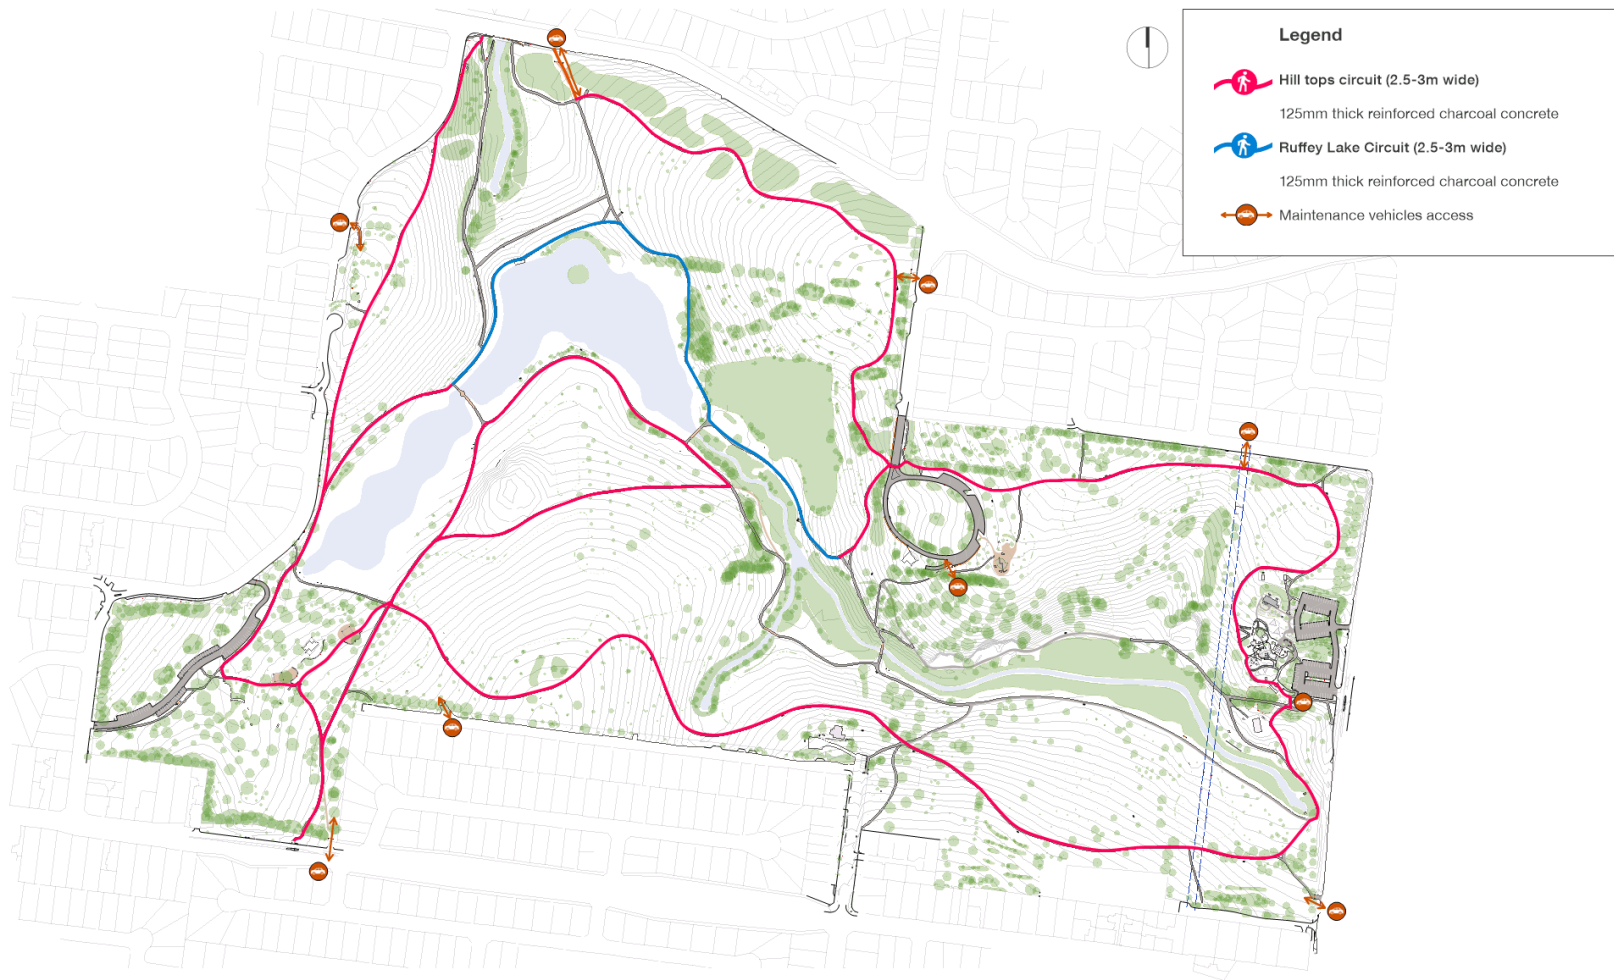 Legend
Hill tops circuit (2.5-3m wide)
125mm thick reinforced charcoal concrete
Ruffey Lake Circuit (2.5-3m wide)
125mm thick reinforced charcoal concrete
Maintenance vehicles access